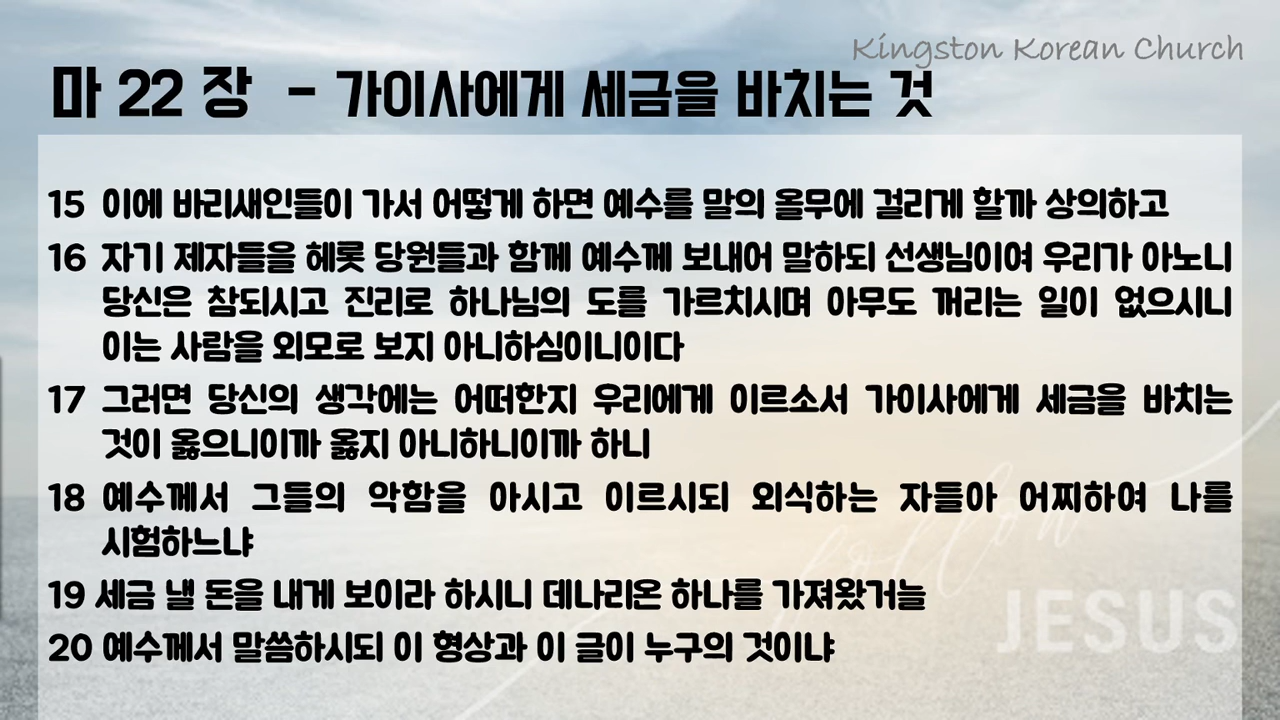 Kingston Korean Church
마 22 장 - 가이사에게 세금을 바치는 것
15 이에 바리새인들이 가서 어떻게 하면 예수를 말의 올무에 걸리게 할까 상의하고
16 자기 제자들을 헤롯 당원들과 함께 예수께 보내어 말하되 선생님이여 우리가 아노니
당신은 참되시고 진리로 하나님의 도를 가르치시며 아무도 꺼리는 일이 없으시니
이는 사람을 외모로 보지 아니하심이니이다
17 그러면 당신의 생각에는 어떠한지 우리에게 이르소서 가이사에게 세금을 바치는
것이 옳으니이까 옳지 아니하니이까 하니
18 예수께서 그들의 악함을 아시고 이르시되 외식하는 자들아 어찌하여 나를
시험하느냐
19 세금 낼 돈을 내게 보이라 하시니 데나리온 하나를 가져왔거늘
20 예수께서 말씀하시되 이 형상과 이 글이 누구의 것이냐
follow
JESUS